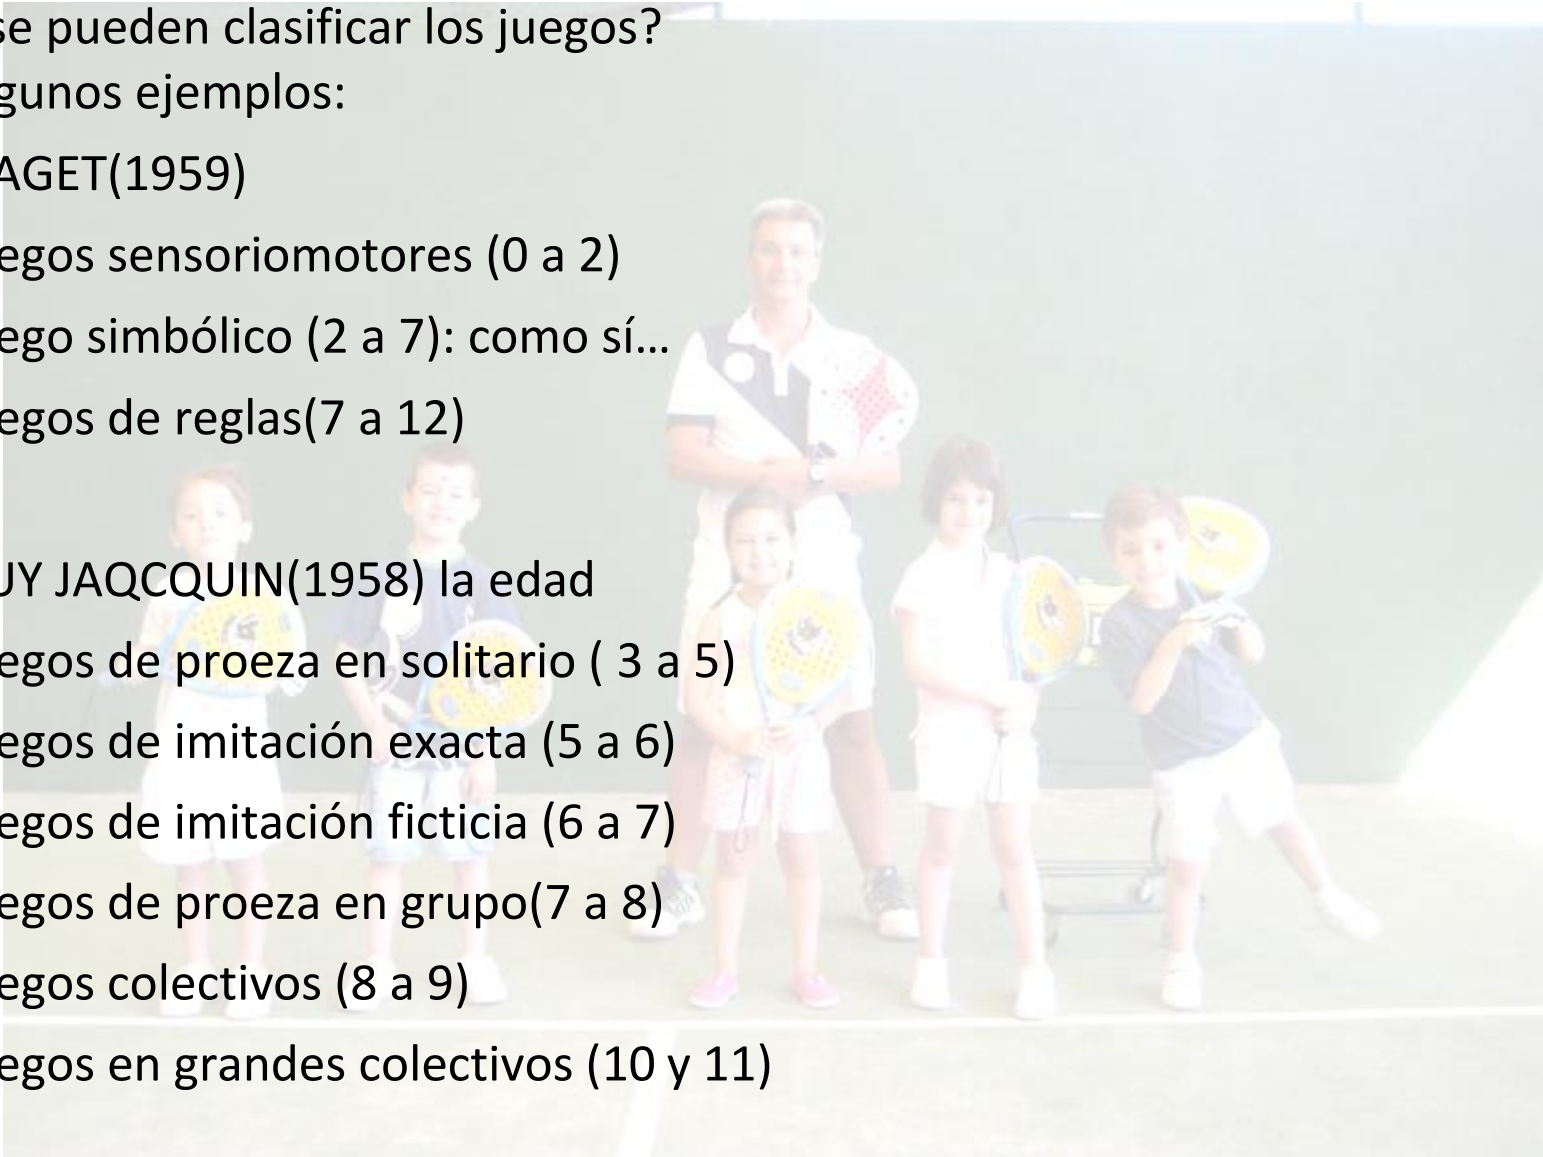 se pueden clasificar los juegos?
gunos ejemplos:
AGET(1959)
egos sensoriomotores (0 a 2)
ego simbólico (2 a 7): como sí...
egos de reglas(7 a 12)
UY JAQCQUIN(1958) la edad
egos de proeza en solitario ( 3 a 5)
egos de imitación exacta (5 a 6)
egos de imitación ficticia (6 a 7)
egos de proeza en grupo(7 a 8)
egos colectivos (8 a 9)
egos en grandes colectivos (10 y 11)